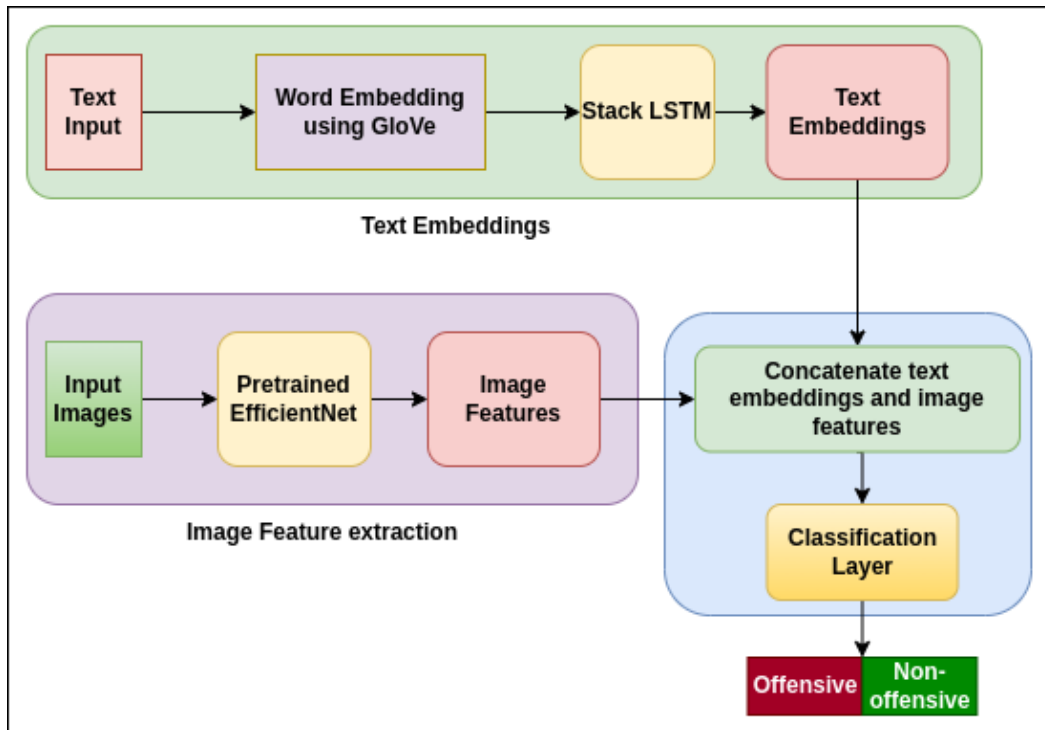 Text
Input
Word Embedding
using GloVe
Stack LSTM
Text
Embeddings
Text Embeddings
Input
Images
Pretrained
EfficientNet
Image
Features
Image Feature extraction
Concatenate text
embeddings and image
features
Classification
Layer
Offensive
Non-
offensive